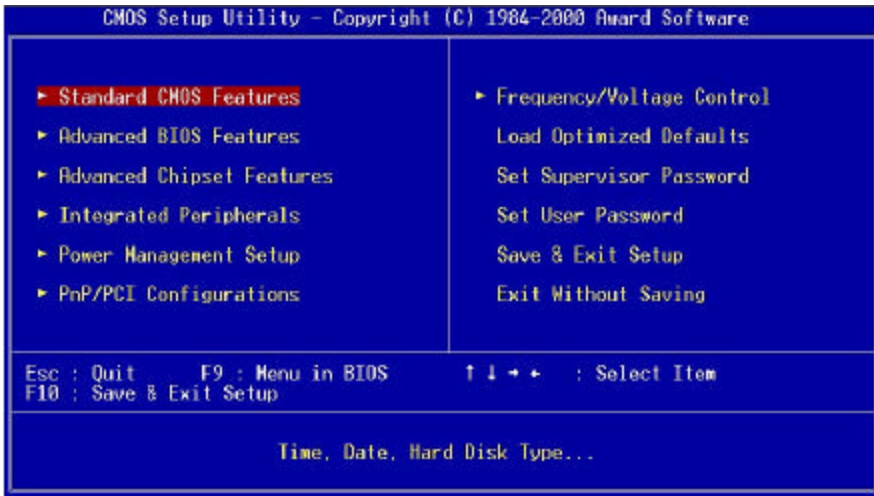 CMOS Setup Utility - Copyright (C) 1984-2000 Award Software
► Standard CMOS Features
► Advanced BIOS Features
► Advanced Chipset Features
► Integrated Peripherals
► Power Management Setup
► PnP/PCI Configurations
► Frequency/Voltage Control
Load Optimized Defaults
Set Supervisor Password
Set User Password
Save & Exit Setup
Exit Without Saving
Esc : Quit F9 : Menu in BIOS ↑ ↓ → ← : Select Item
F10 : Save & Exit Setup
Time, Date, Hard Disk Type...